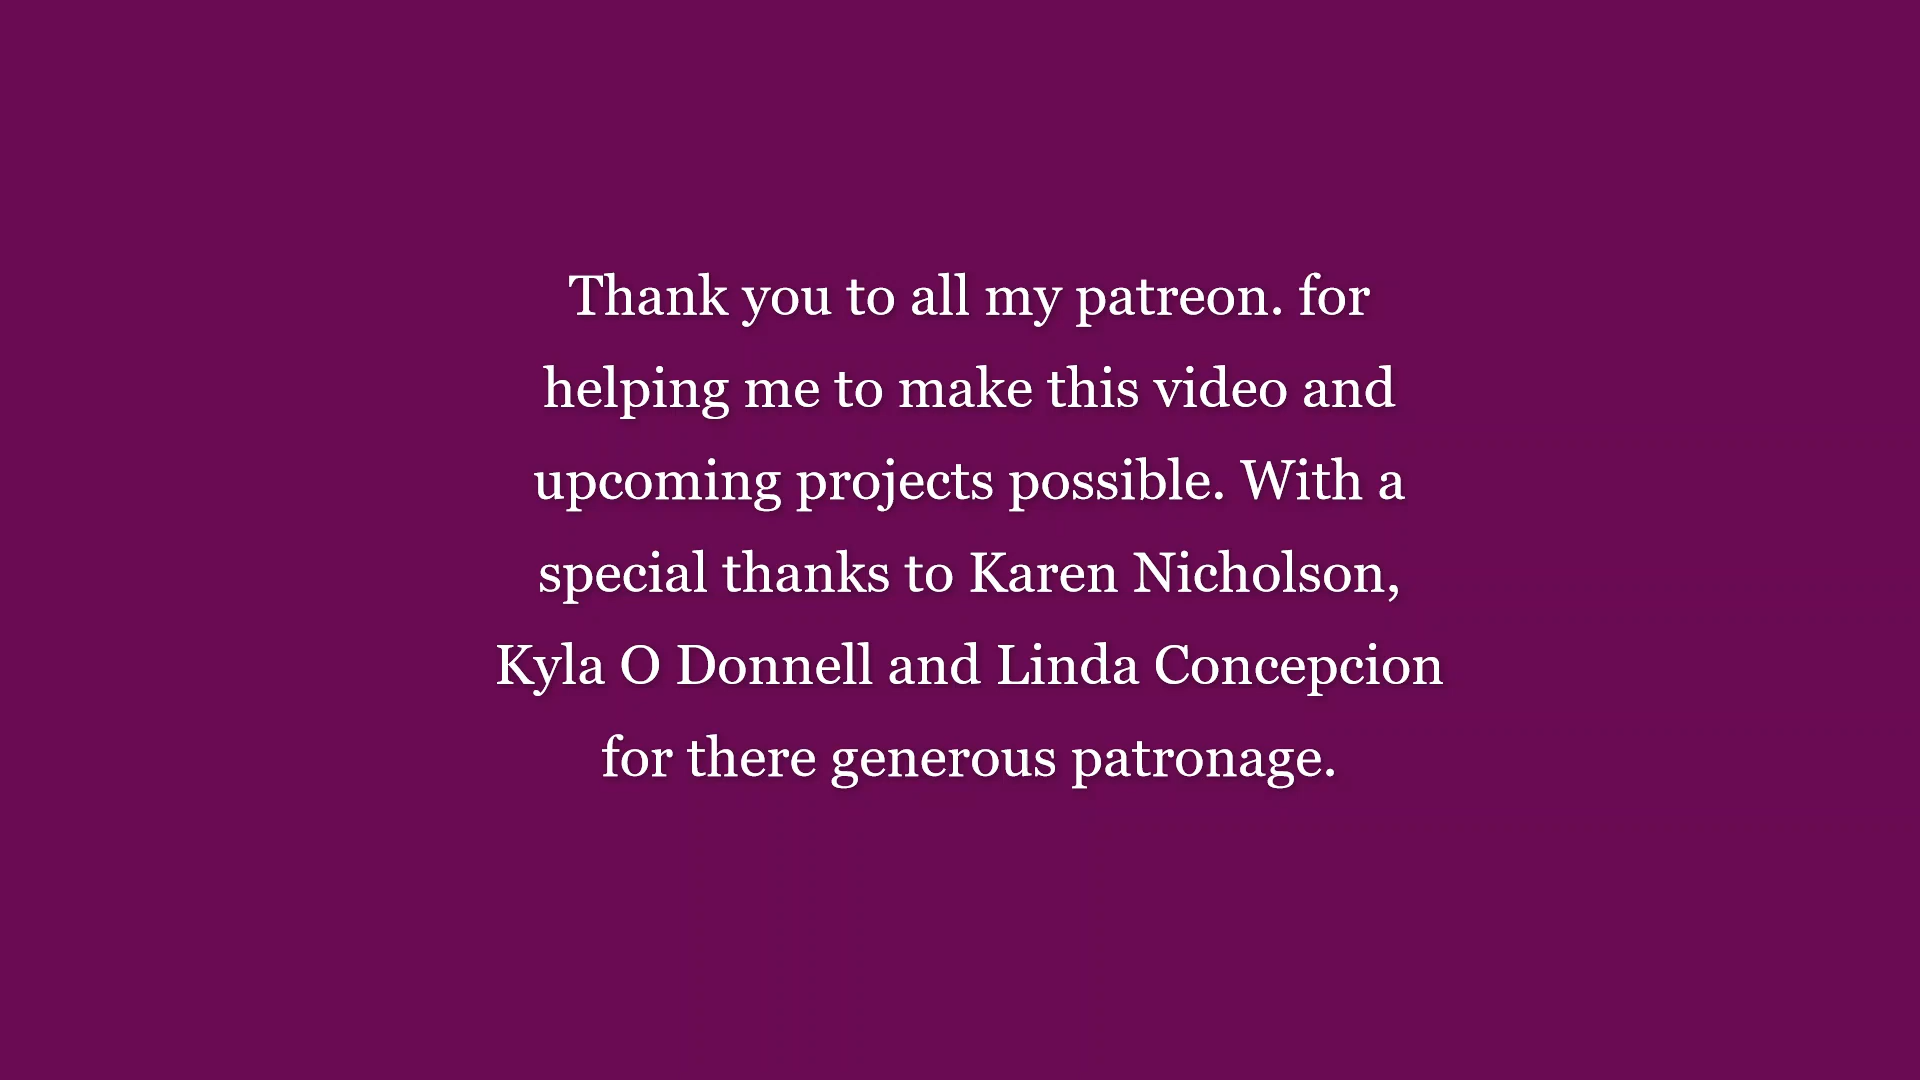 Thank you to all my patreon. for
helping me to make this video and
upcoming projects possible. With a
special thanks to Karen Nicholson,
Kyla O Donnell and Linda Concepcion
for there generous patronage.